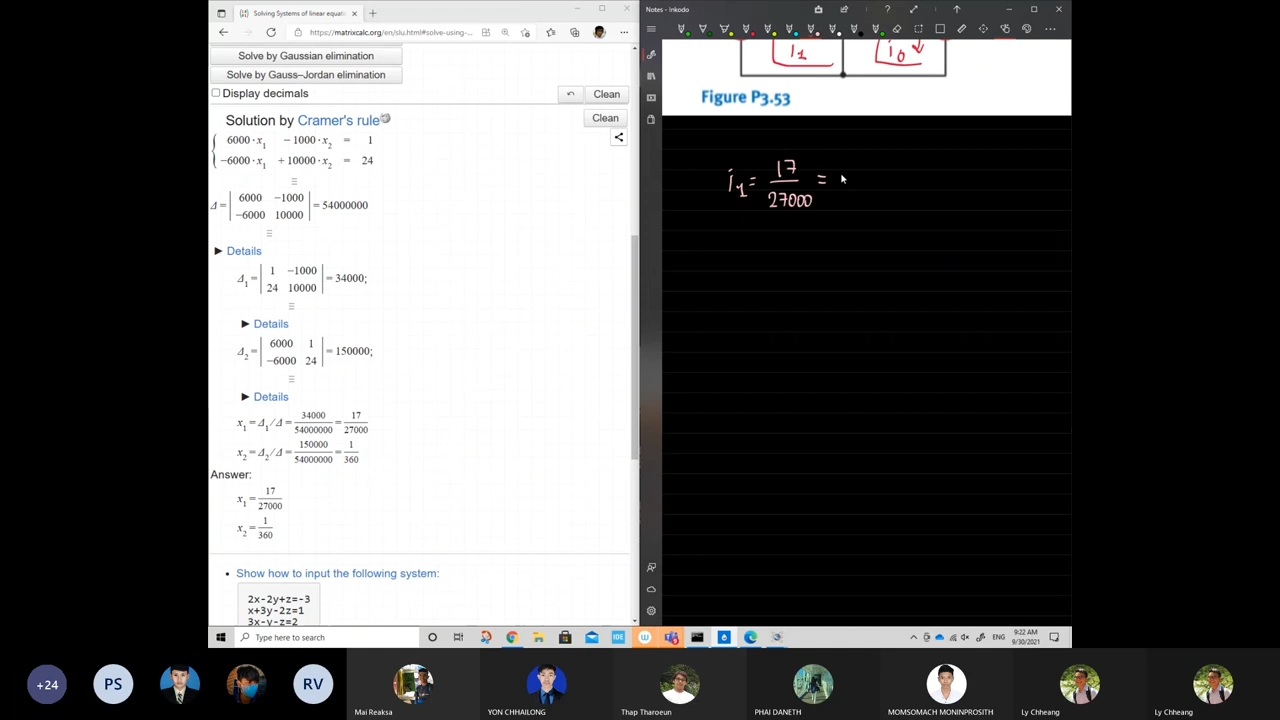 Solving Systems of linear equati
https://matrixcalc.org/en/slu.html#solve-using-...
Solve by Gaussian elimination
Solve by Gauss–Jordan elimination
Display decimals
Clean
Solution by Cramer's rule
Clean
6000·x1 −1000·x2 = 1
−6000·x1 +10000·x2 = 24
Δ = | 6000 −1000 | = 54000000
−6000 10000
► Details
Δ1 = | 1 −1000 | = 34000;
24 10000
► Details
Δ2 = | 6000 1 | = 150000;
−6000 24
► Details
x1 = Δ1/Δ = 34000/54000000 = 17/27000
x2 = Δ2/Δ = 150000/54000000 = 1/360
Answer:
x1 = 17/27000
x2 = 1/360
• Show how to input the following system:
2x-2y+z=-3
x+3y-2z=1
3x-y-z=2
Notes - Inkodo
i1
i0
Figure P3.53
i1 = 17/27000 =
Type here to search
IDE
ENG
9:22 AM
9/30/2021
+24
PS
RV
Mai Reaksa
YON CHHAILONG
Thap Tharoeun
PHAI DANETH
MOMSOMACH MONINPROSITH
Ly Chheang
Ly Chheang